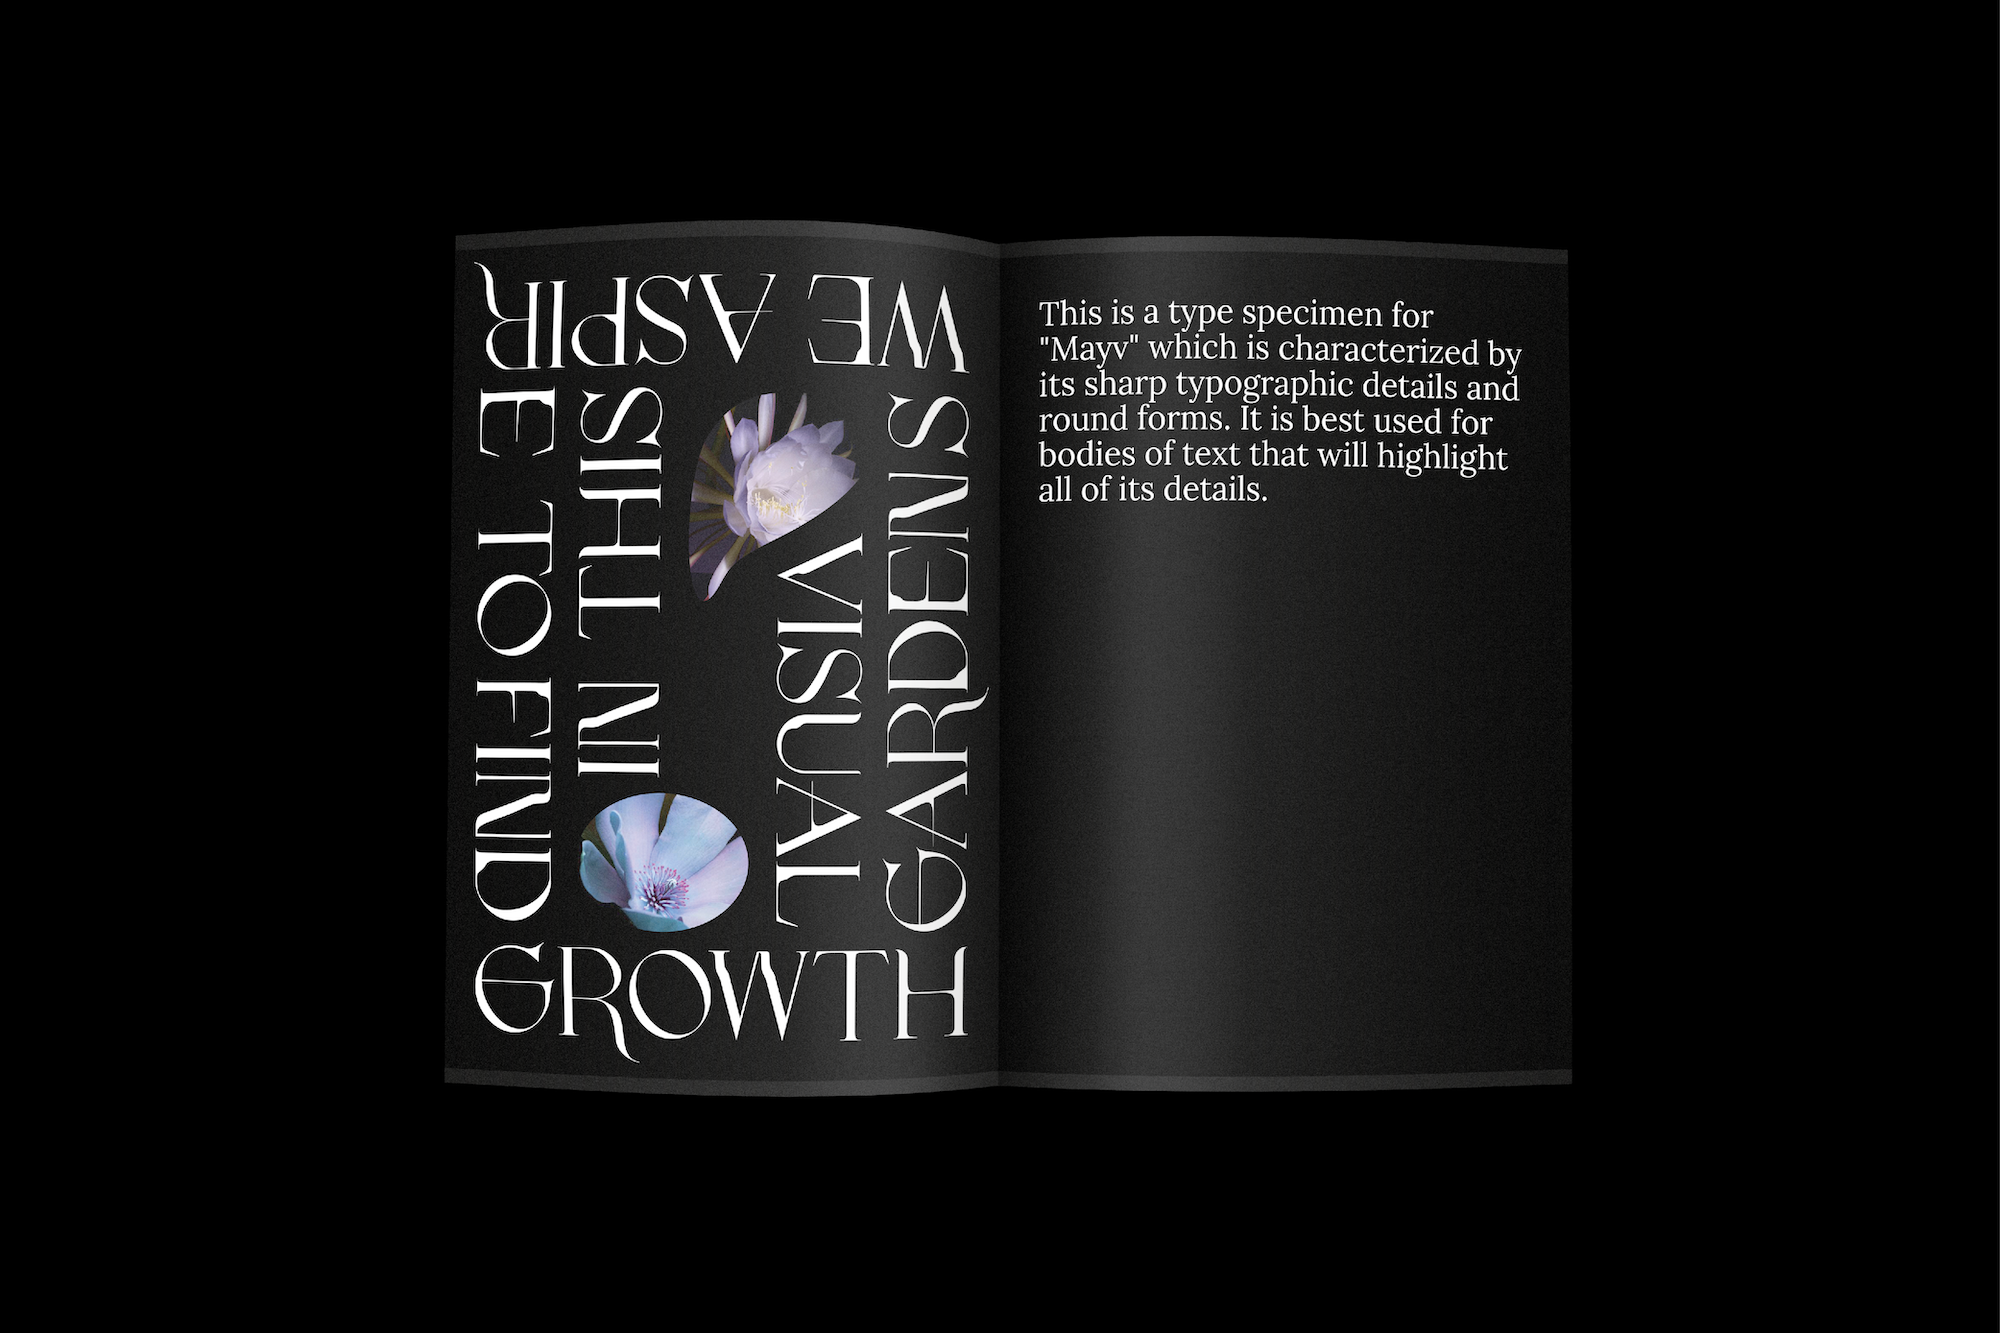 WE ASPIR
E TO FIND
GROWTH
IN THIS
VISUAL
GARDENS
This is a type specimen for
"Mayv" which is characterized by
its sharp typographic details and
round forms. It is best used for
bodies of text that will highlight
all of its details.